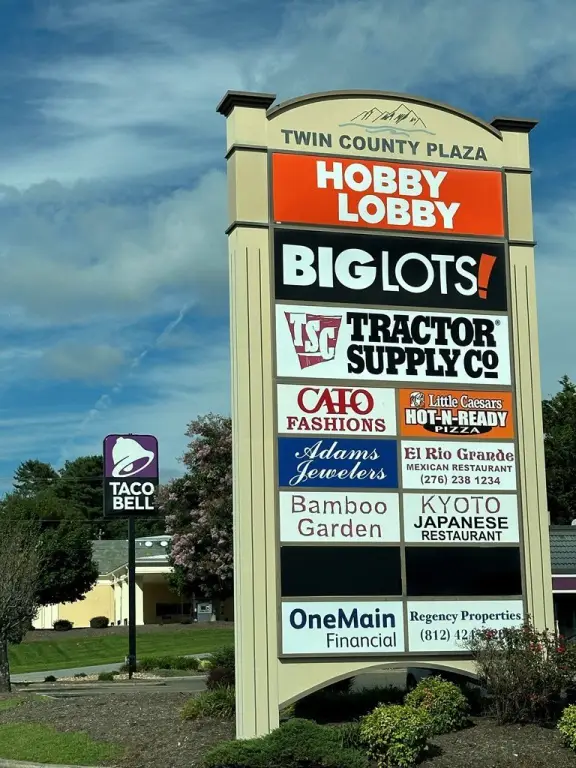 TWIN COUNTY PLAZA
HOBBY
LOBBY
BIGLOTS!
TSC
TRACTOR
SUPPLY CO
CATO
FASHIONS
Little Caesars
HOT-N-READY
PIZZA
Adams
Jewelers
El Rio Grande
MEXICAN RESTAURANT
(276) 238 1234
Bamboo
Garden
KYOTO
JAPANESE
RESTAURANT
OneMain
Financial
Regency Properties
(812)
TACO
BELL